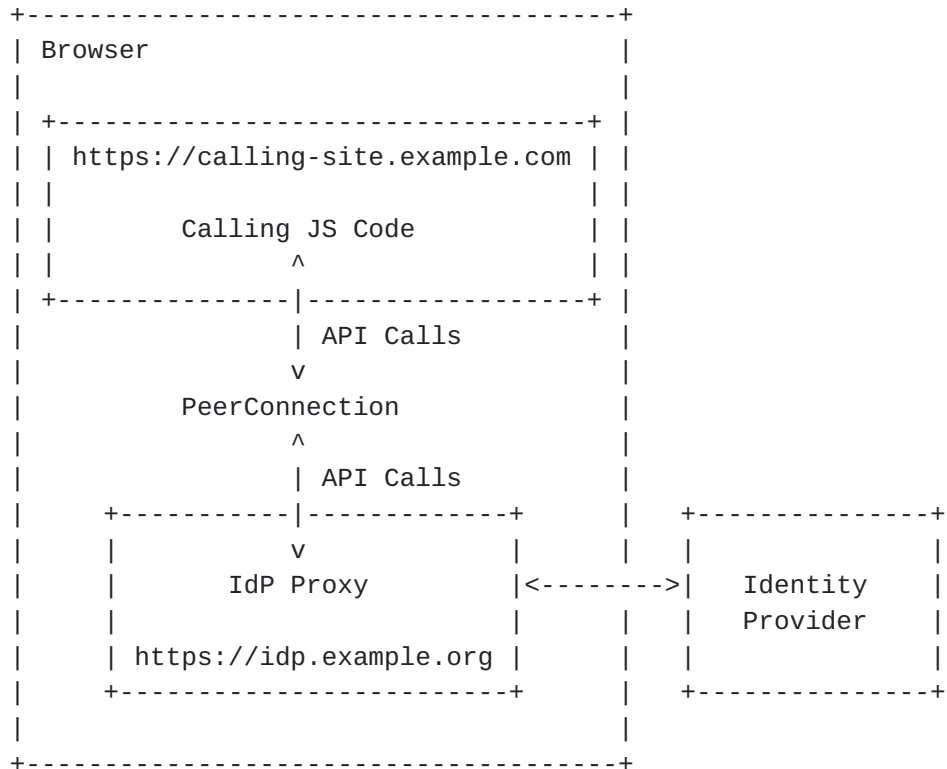 Browser
https://calling-site.example.com
Calling JS Code
API Calls
PeerConnection
API Calls
IdP Proxy
Identity
Provider
https://idp.example.org